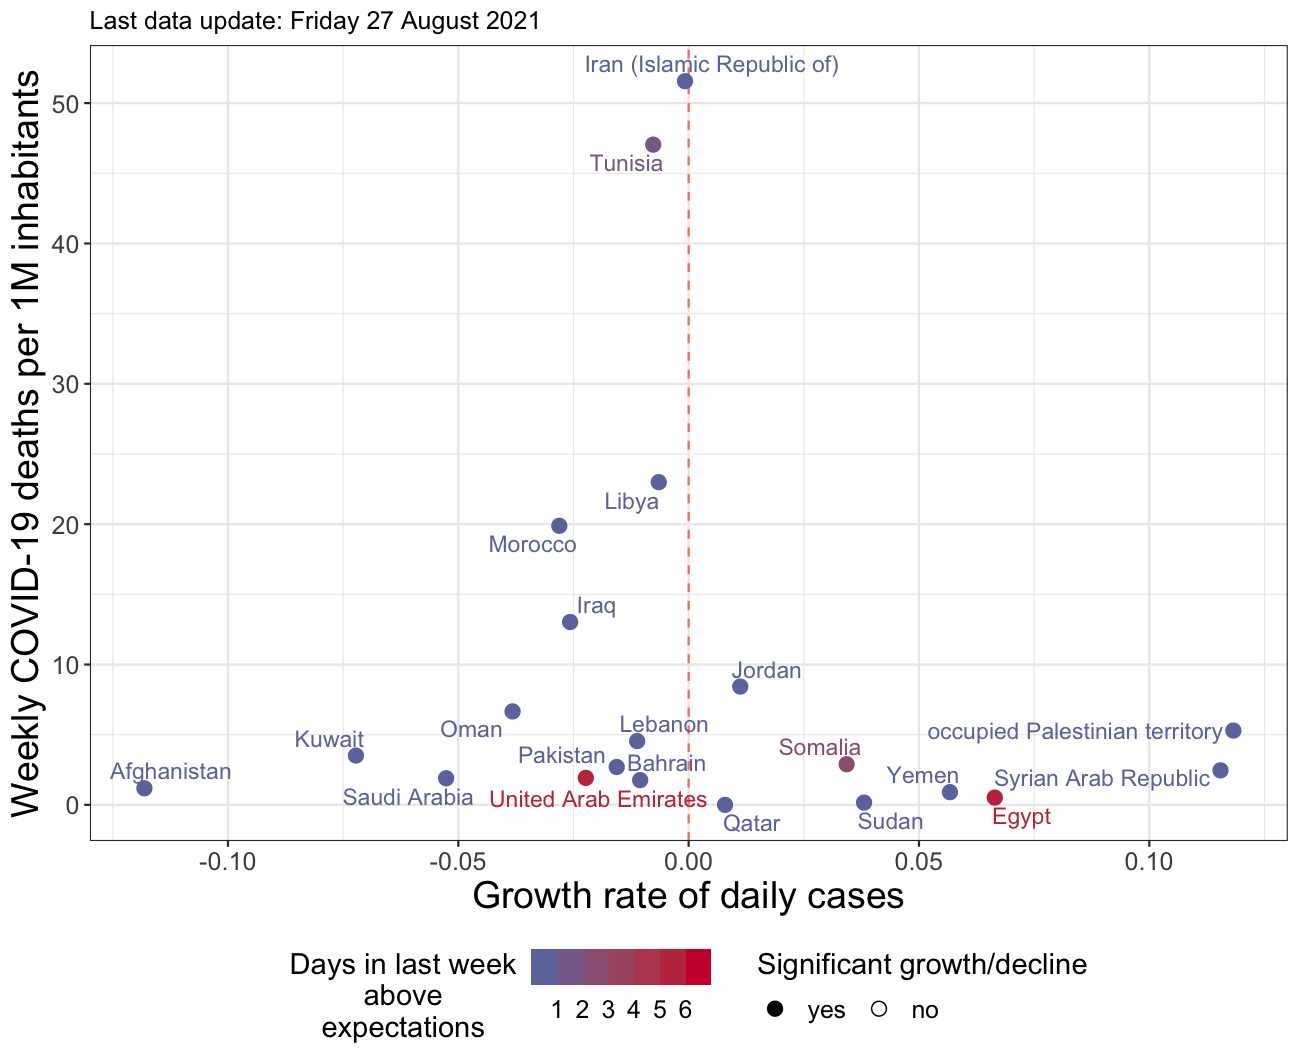 Last data update: Friday 27 August 2021
Weekly COVID-19 deaths per 1M inhabitants
50
40
30
20
10
0
Iran (Islamic Republic of)
Tunisia
Libya
Morocco
Iraq
Jordan
Oman
Lebanon
occupied Palestinian territory
Kuwait
Somalia
Pakistan
Bahrain
Afghanistan
Yemen
Syrian Arab Republic
Saudi Arabia
United Arab Emirates
Qatar
Sudan
Egypt
-0.10
-0.05
0.00
0.05
0.10
Growth rate of daily cases
Days in last week
above
expectations
1 2 3 4 5 6
Significant growth/decline
yes
no